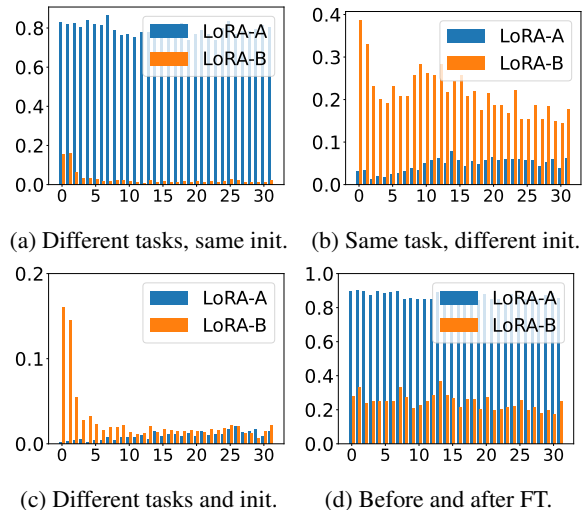 0.8
0.6
0.4
0.2
0.0
LoRA-A
LoRA-B
0 5 10 15 20 25 30
(a) Different tasks, same init.
0.4
0.3
0.2
0.1
0.0
LoRA-A
LoRA-B
0 5 10 15 20 25 30
(b) Same task, different init.
0.2
0.1
0.0
LoRA-A
LoRA-B
0 5 10 15 20 25 30
(c) Different tasks and init.
1.0
0.8
0.6
0.4
0.2
0.0
LoRA-A
LoRA-B
0 5 10 15 20 25 30
(d) Before and after FT.